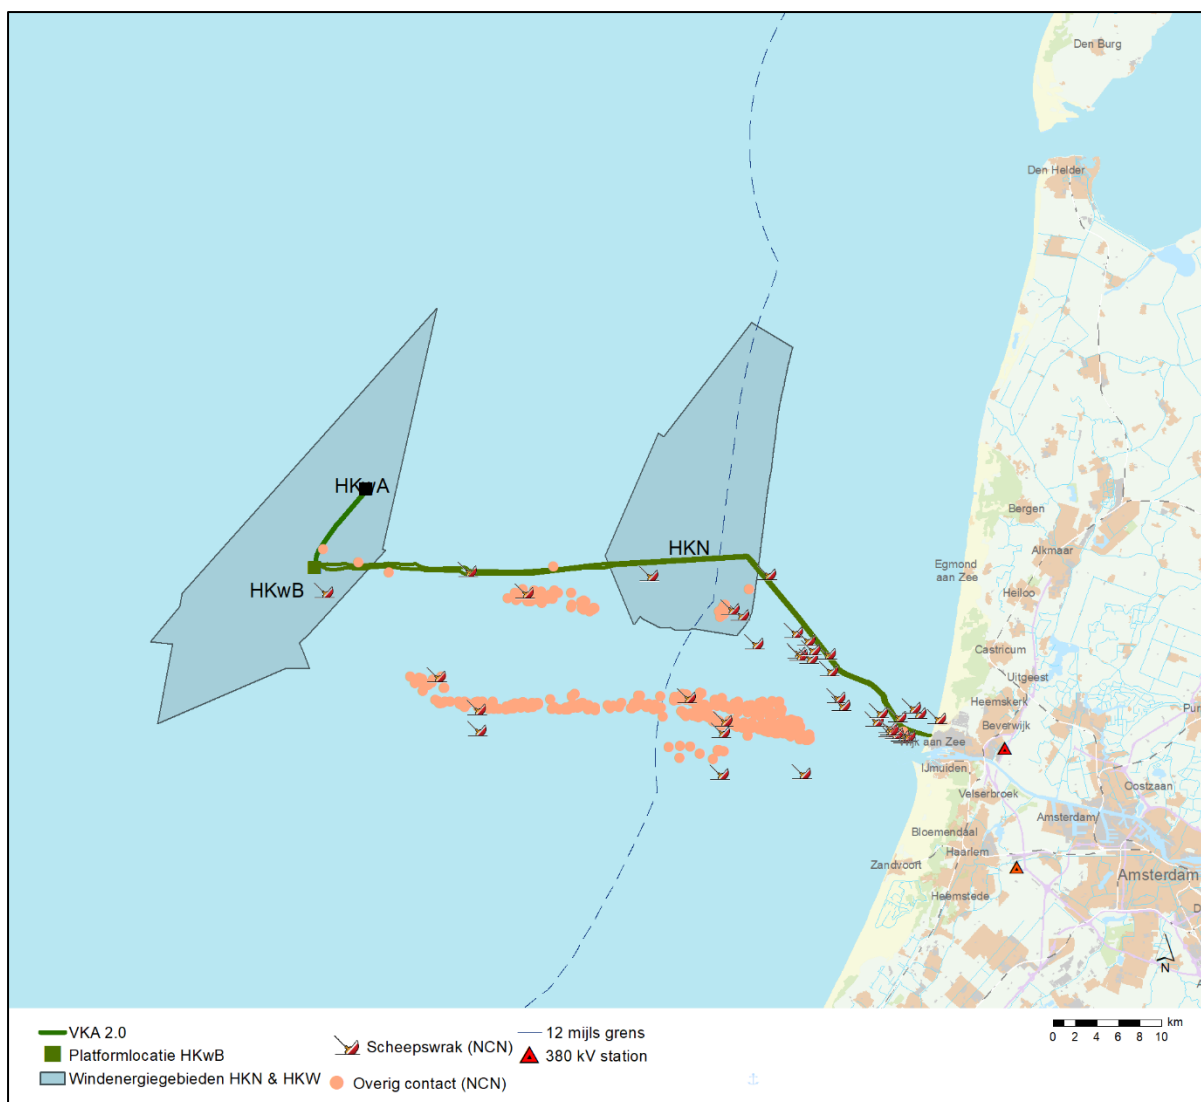 Den Burg
Den Helder
HKwA
Bergen
Alkmaar
HKN
Egmond
aan Zee
HKwB
Heiloo
Castricum
Uitgeest
Heemskerk
Beverwijk
Wijk aan Zee
IJmuiden
Oostzaan
Velserbroek
Amsterdam
Bloemendaal
Haarlem
Zandvoort
Amsterdam
Heemstede
N
VKA 2.0
Platformlocatie HKwB
Windenergiegebieden HKN & HKW
Scheepswrak (NCN)
Overig contact (NCN)
12 mijls grens
380 kV station
km
0 2 4 6 8 10